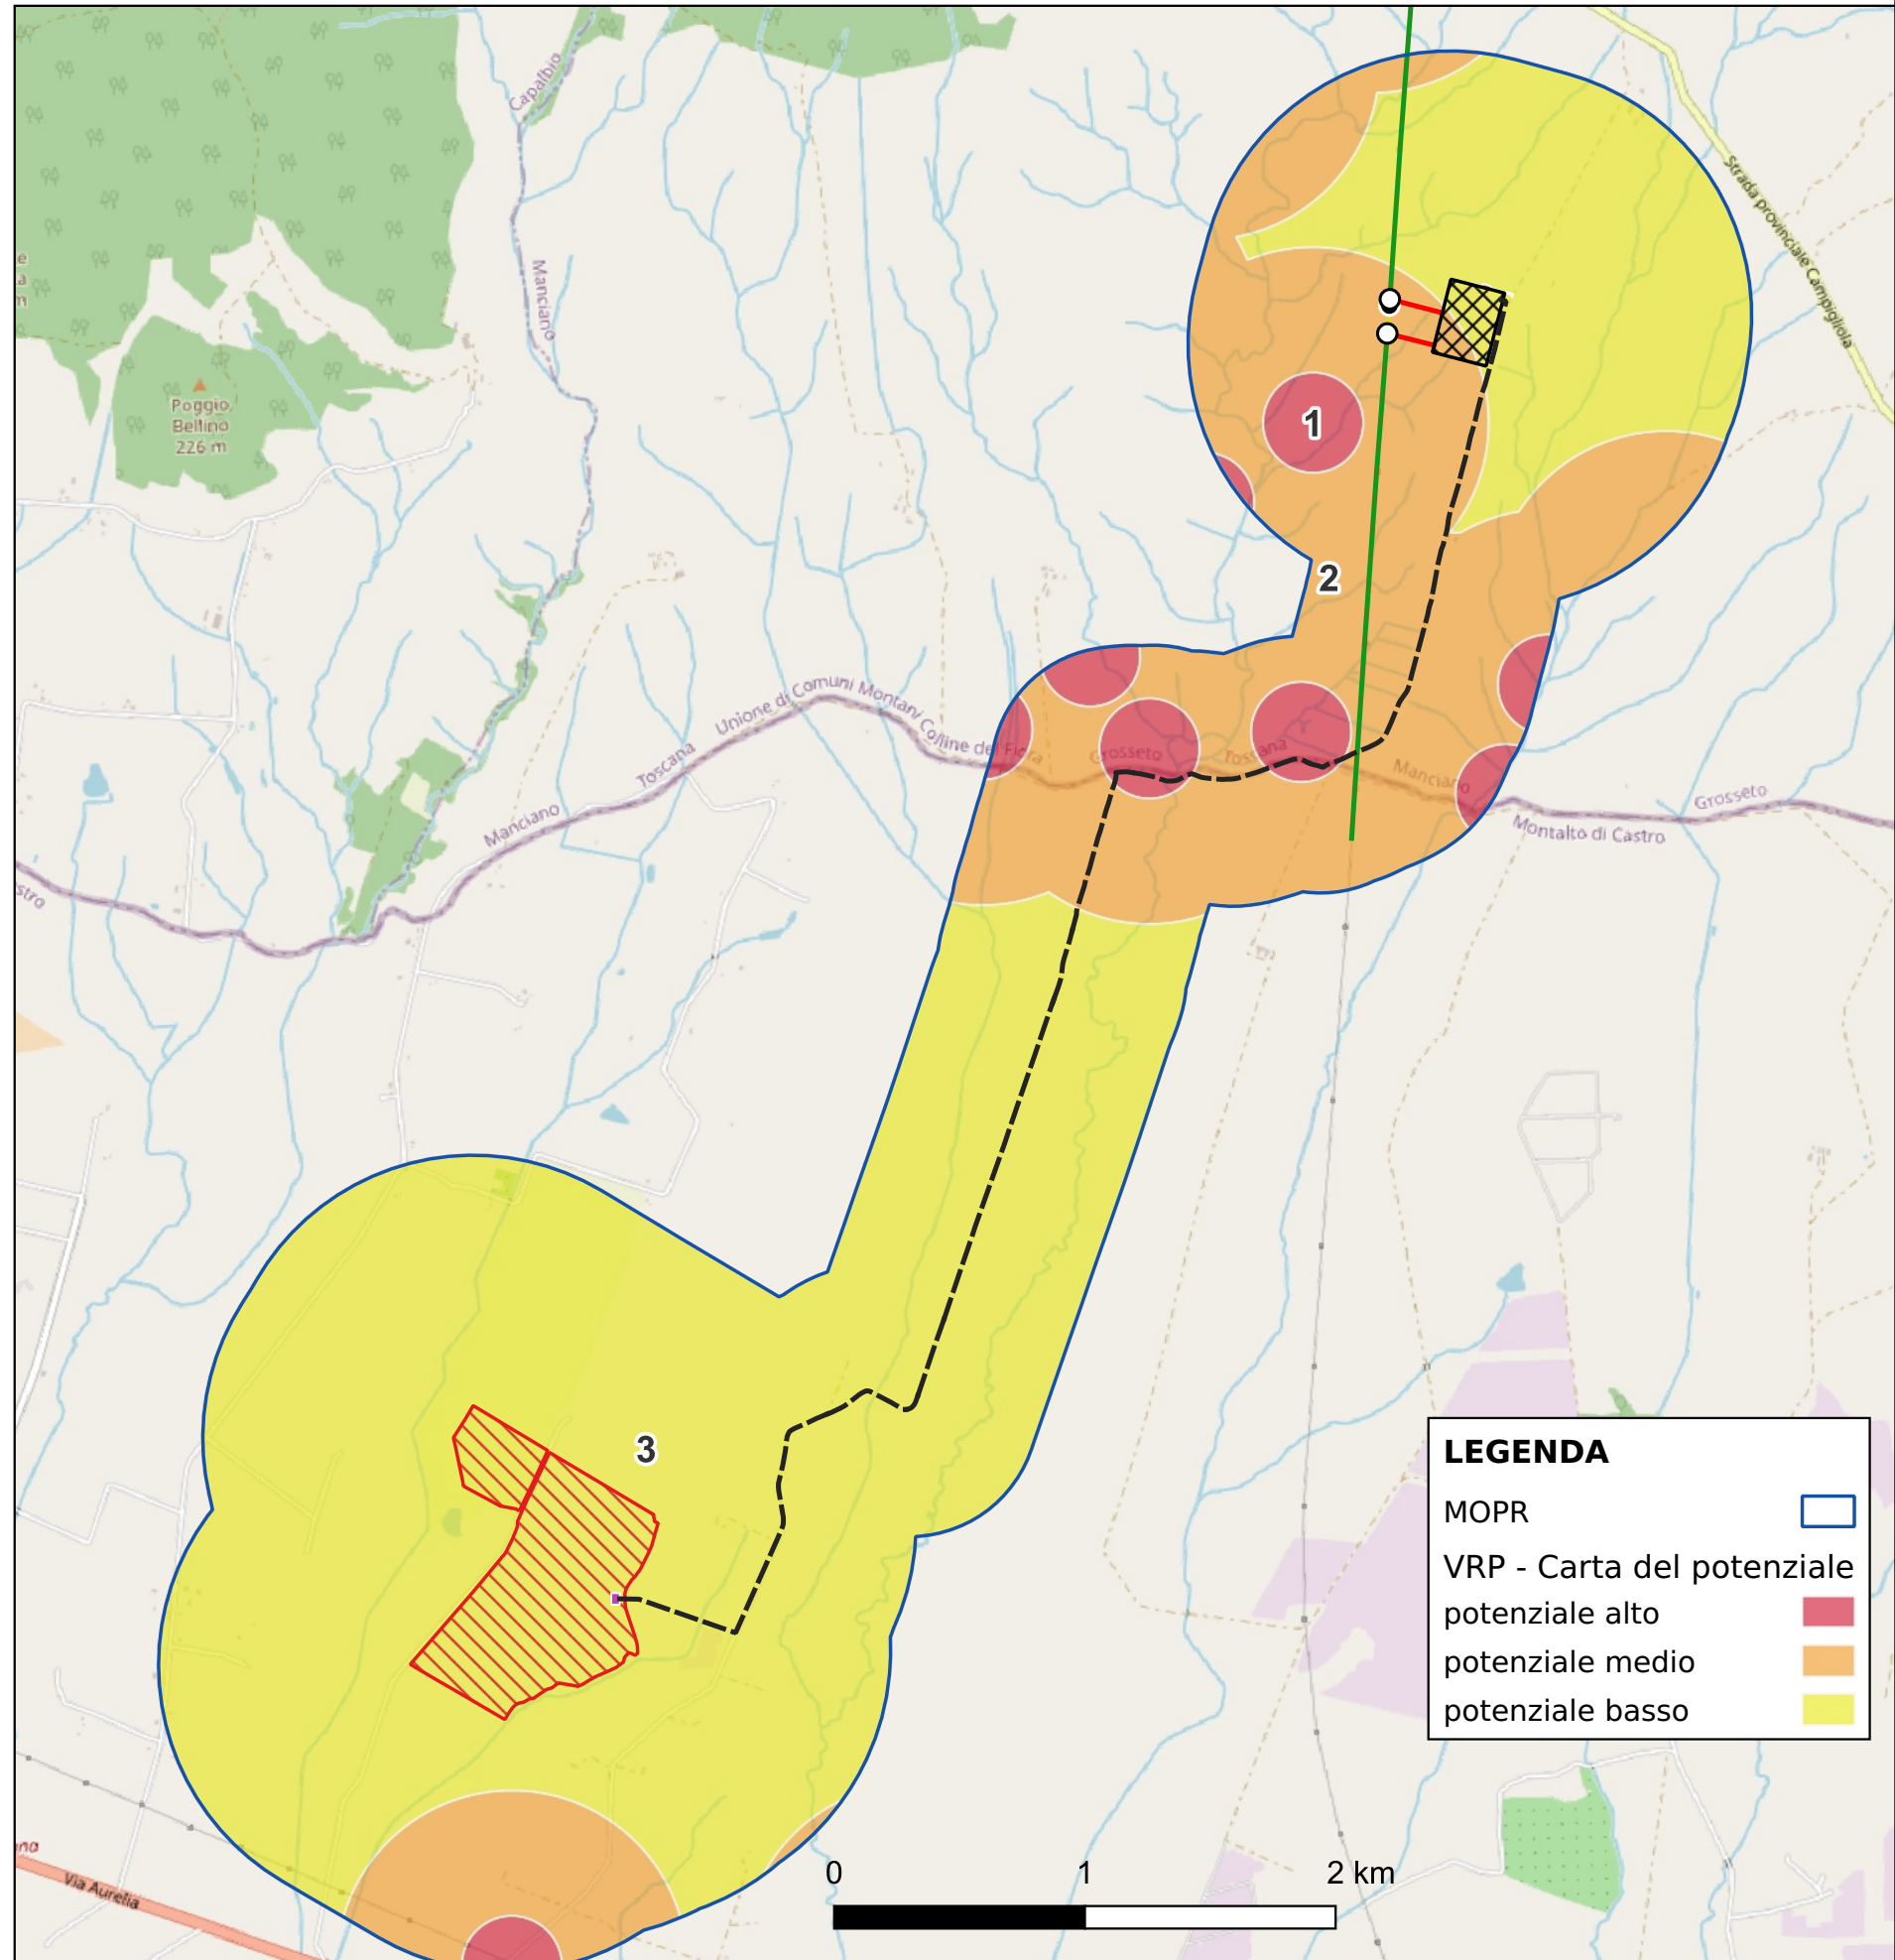 Capalbio
Manciano
Strada provinciale Campigliola
Poggio
Bellino
226 m
1
2
Unione di Comuni Montani Colline del Fiora
Toscana
Manciano
Grosseto
Toscana
Manciano
Grosseto
Montalto di Castro
stro
3
LEGENDA
MOPR
VRP - Carta del potenziale
potenziale alto
potenziale medio
potenziale basso
0 1 2 km
Via Aurelia